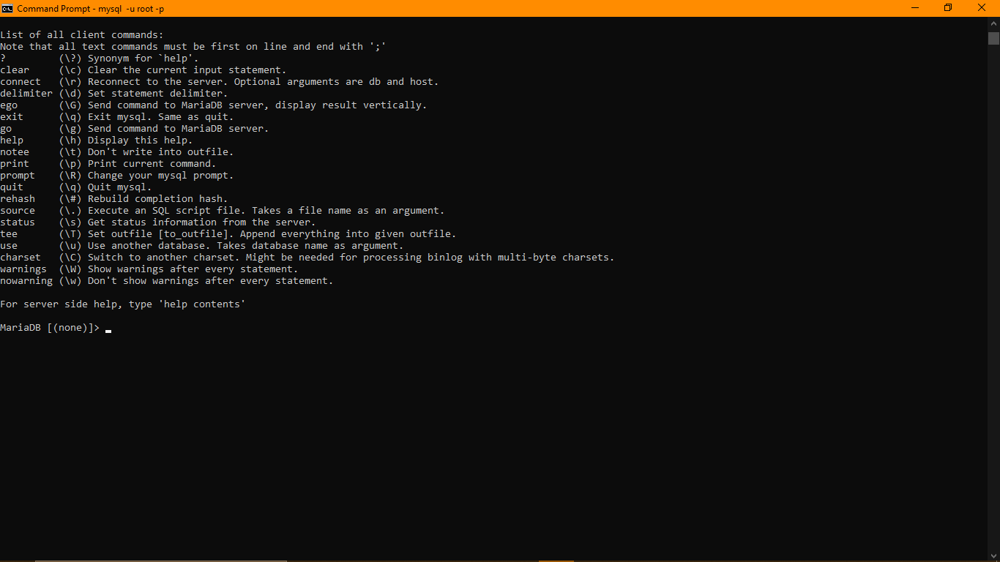 Command Prompt - mysql  -u root -p
List of all client commands:
Note that all text commands must be first on line and end with ';'
?         (\?) Synonym for `help'.
clear     (\c) Clear the current input statement.
connect   (\r) Reconnect to the server. Optional arguments are db and host.
delimiter (\d) Set statement delimiter.
ego       (\G) Send command to MariaDB server, display result vertically.
exit      (\q) Exit mysql. Same as quit.
go        (\g) Send command to MariaDB server.
help      (\h) Display this help.
notee     (\t) Don't write into outfile.
print     (\p) Print current command.
prompt    (\R) Change your mysql prompt.
quit      (\q) Quit mysql.
rehash    (\#) Rebuild completion hash.
source    (\.) Execute an SQL script file. Takes a file name as an argument.
status    (\s) Get status information from the server.
tee       (\T) Set outfile [to_outfile]. Append everything into given outfile.
use       (\u) Use another database. Takes database name as argument.
charset   (\C) Switch to another charset. Might be needed for processing binlog with multi-byte charsets.
warnings  (\W) Show warnings after every statement.
nowarning (\w) Don't show warnings after every statement.
For server side help, type 'help contents'
MariaDB [(none)]>